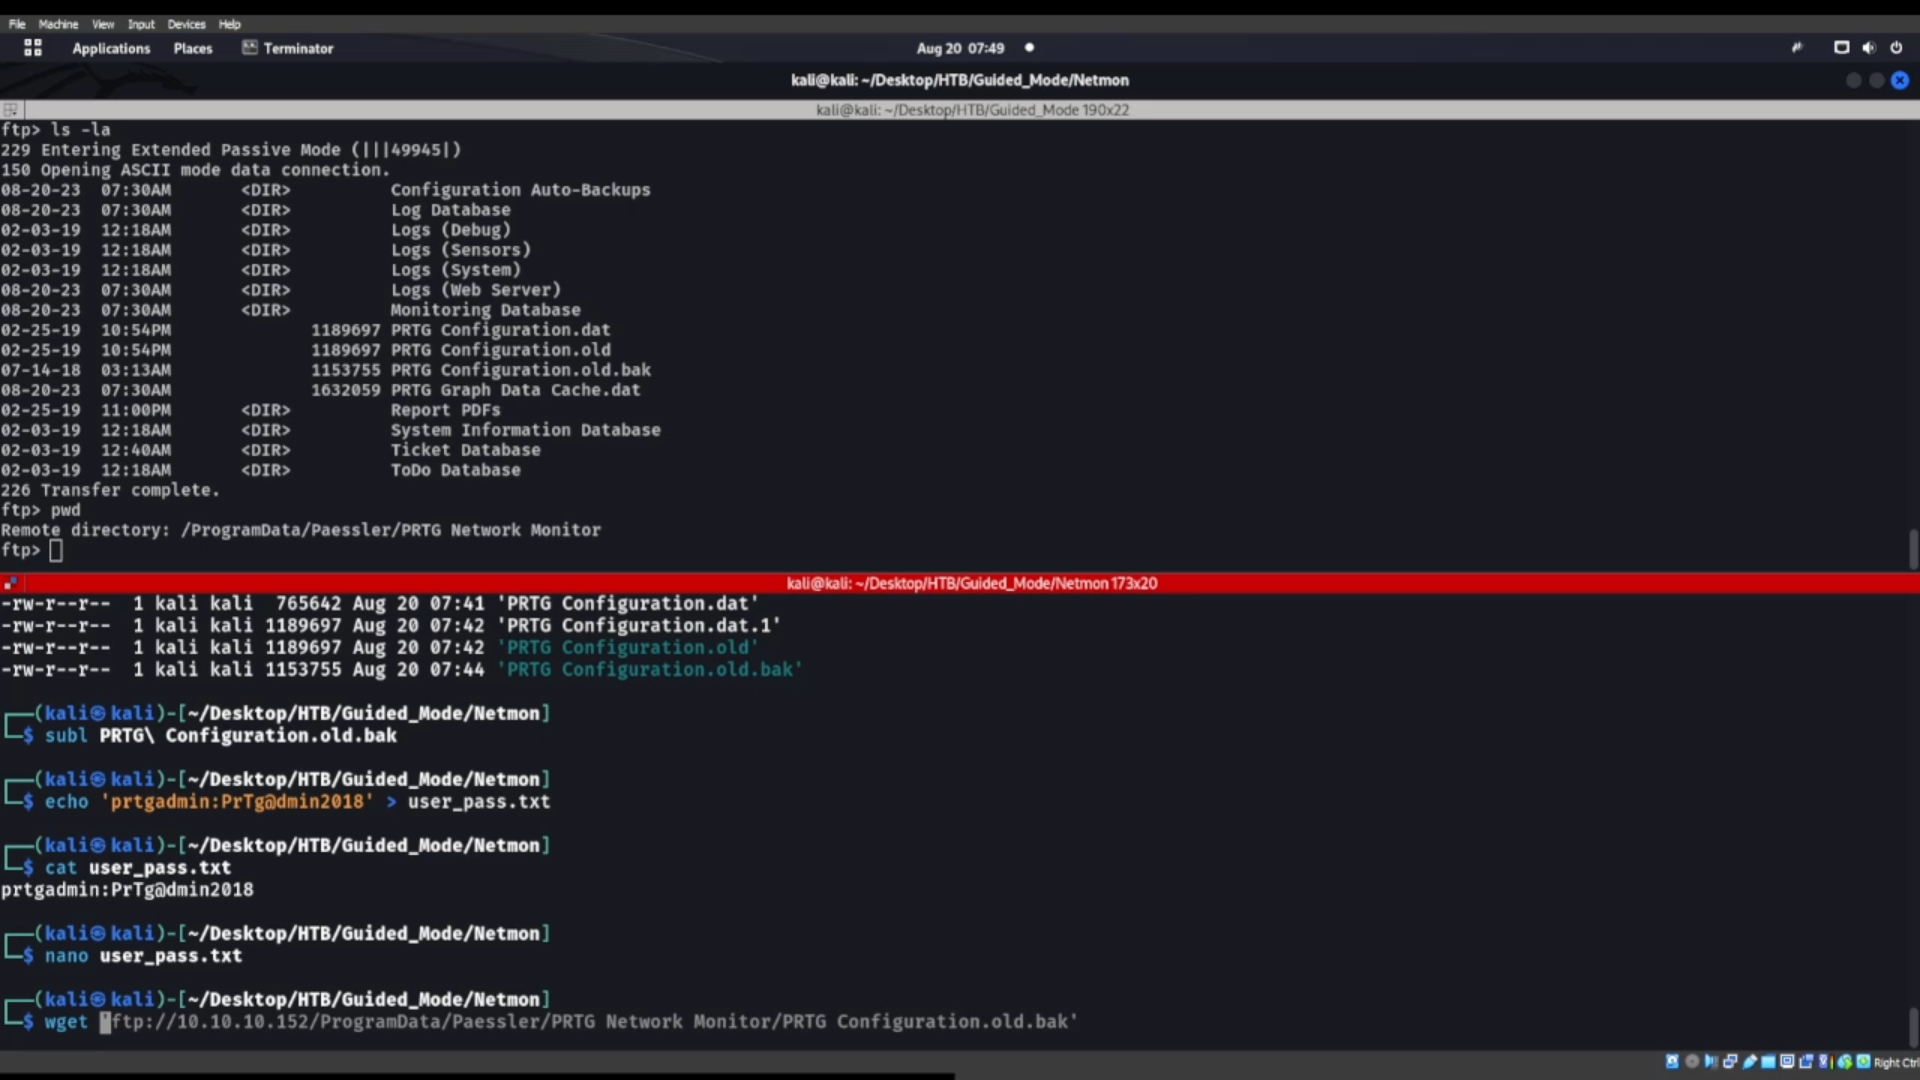 File Machine View Input Devices Help
Applications Places Terminator Aug 20 07:49
kali@kali: ~/Desktop/HTB/Guided_Mode/Netmon
kali@kali: ~/Desktop/HTB/Guided_Mode 190x22
ftp> ls -la
229 Entering Extended Passive Mode (|||49945|)
150 Opening ASCII mode data connection.
08-20-23 07:30AM <DIR> Configuration Auto-Backups
08-20-23 07:30AM <DIR> Log Database
02-03-19 12:18AM <DIR> Logs (Debug)
02-03-19 12:18AM <DIR> Logs (Sensors)
02-03-19 12:18AM <DIR> Logs (System)
08-20-23 07:30AM <DIR> Logs (Web Server)
08-20-23 07:30AM <DIR> Monitoring Database
02-25-19 10:54PM 1189697 PRTG Configuration.dat
02-25-19 10:54PM 1189697 PRTG Configuration.old
07-14-18 03:13AM 1153755 PRTG Configuration.old.bak
08-20-23 07:30AM 1632059 PRTG Graph Data Cache.dat
02-25-19 11:00PM <DIR> Report PDFs
02-03-19 12:18AM <DIR> System Information Database
02-03-19 12:40AM <DIR> Ticket Database
02-03-19 12:18AM <DIR> ToDo Database
226 Transfer complete.
ftp> pwd
Remote directory: /ProgramData/Paessler/PRTG Network Monitor
ftp>
kali@kali: ~/Desktop/HTB/Guided_Mode/Netmon 173x20
-rw-r--r-- 1 kali kali 765642 Aug 20 07:41 'PRTG Configuration.dat'
-rw-r--r-- 1 kali kali 1189697 Aug 20 07:42 'PRTG Configuration.dat.1'
-rw-r--r-- 1 kali kali 1189697 Aug 20 07:42 'PRTG Configuration.old'
-rw-r--r-- 1 kali kali 1153755 Aug 20 07:44 'PRTG Configuration.old.bak'
┌──(kali㉿kali)-[~/Desktop/HTB/Guided_Mode/Netmon]
└─$ subl PRTG\ Configuration.old.bak
┌──(kali㉿kali)-[~/Desktop/HTB/Guided_Mode/Netmon]
└─$ echo 'prtgadmin:PrTg@dmin2018' > user_pass.txt
┌──(kali㉿kali)-[~/Desktop/HTB/Guided_Mode/Netmon]
└─$ cat user_pass.txt
prtgadmin:PrTg@dmin2018
┌──(kali㉿kali)-[~/Desktop/HTB/Guided_Mode/Netmon]
└─$ nano user_pass.txt
┌──(kali㉿kali)-[~/Desktop/HTB/Guided_Mode/Netmon]
└─$ wget 'ftp://10.10.10.152/ProgramData/Paessler/PRTG Network Monitor/PRTG Configuration.old.bak'
Right Ctrl